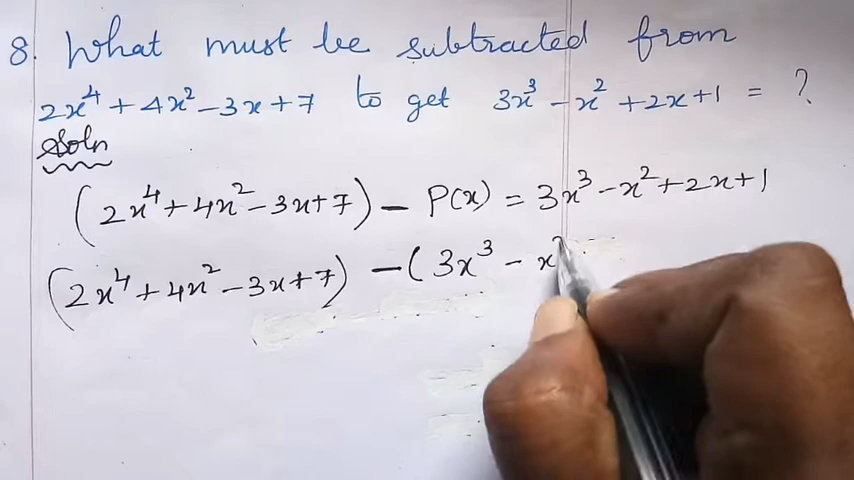 8. What must be subtracted from
2x⁴ + 4x² - 3x + 7 to get 3x³ - x² + 2x + 1 = ?
Soln
(2x⁴ + 4x² - 3x + 7) - P(x) = 3x³ - x² + 2x + 1
(2x⁴ + 4x² - 3x + 7) - (3x³ - x²